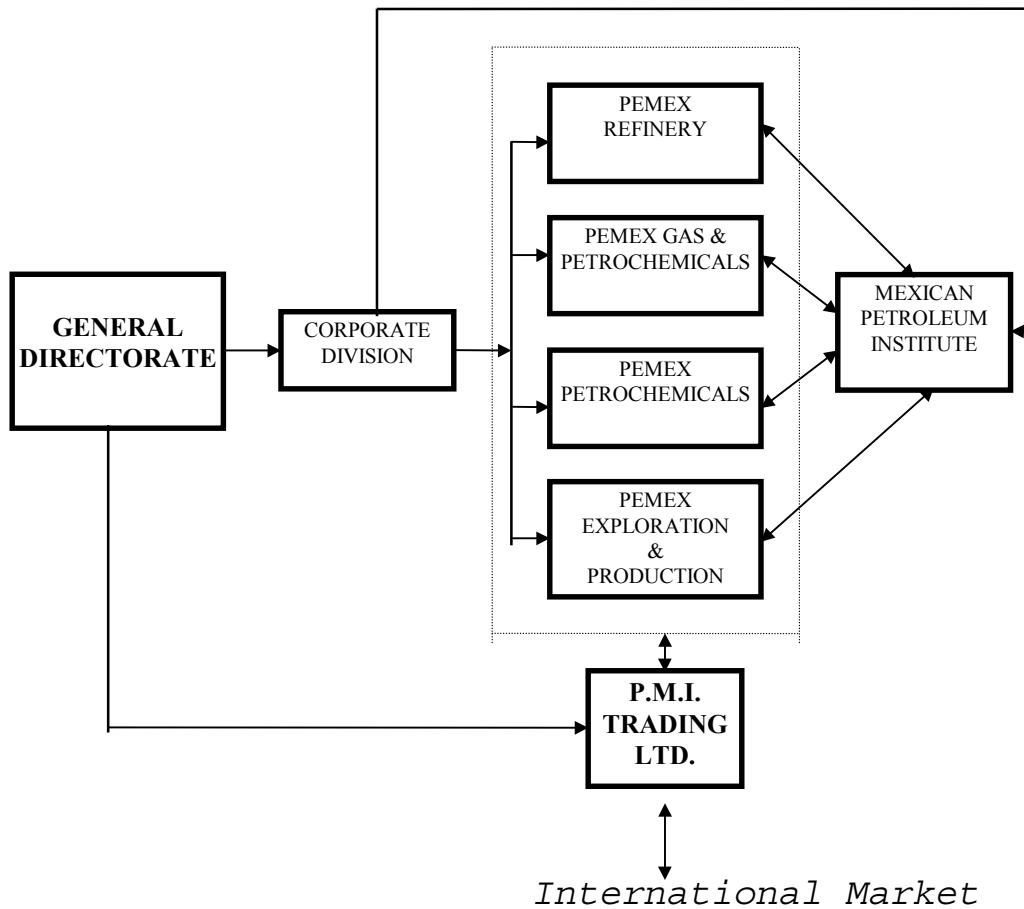 PEMEX
REFINERY
PEMEX GAS &
PETROCHEMICALS
GENERAL
DIRECTORATE
CORPORATE
DIVISION
MEXICAN
PETROLEUM
INSTITUTE
PEMEX
PETROCHEMICALS
PEMEX
EXPLORATION
&
PRODUCTION
P.M.I.
TRADING
LTD.
International Market